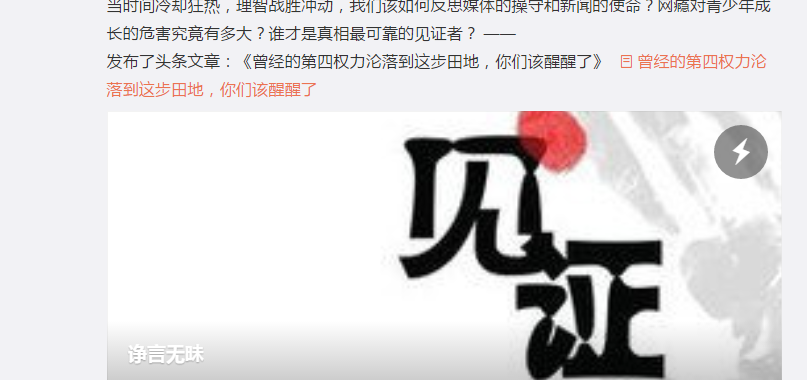 当时间冷却狂热，理智战胜冲动，我们该如何反思媒体的操守和新闻的使命？网瘾对青少年成
长的危害究竟有多大？谁才是真相最可靠的见证者？ ——
发布了头条文章：《曾经的第四权力沦落到这步田地，你们该醒醒了》 曾经的第四权力沦
落到这步田地，你们该醒醒了
见证
诤言无昧